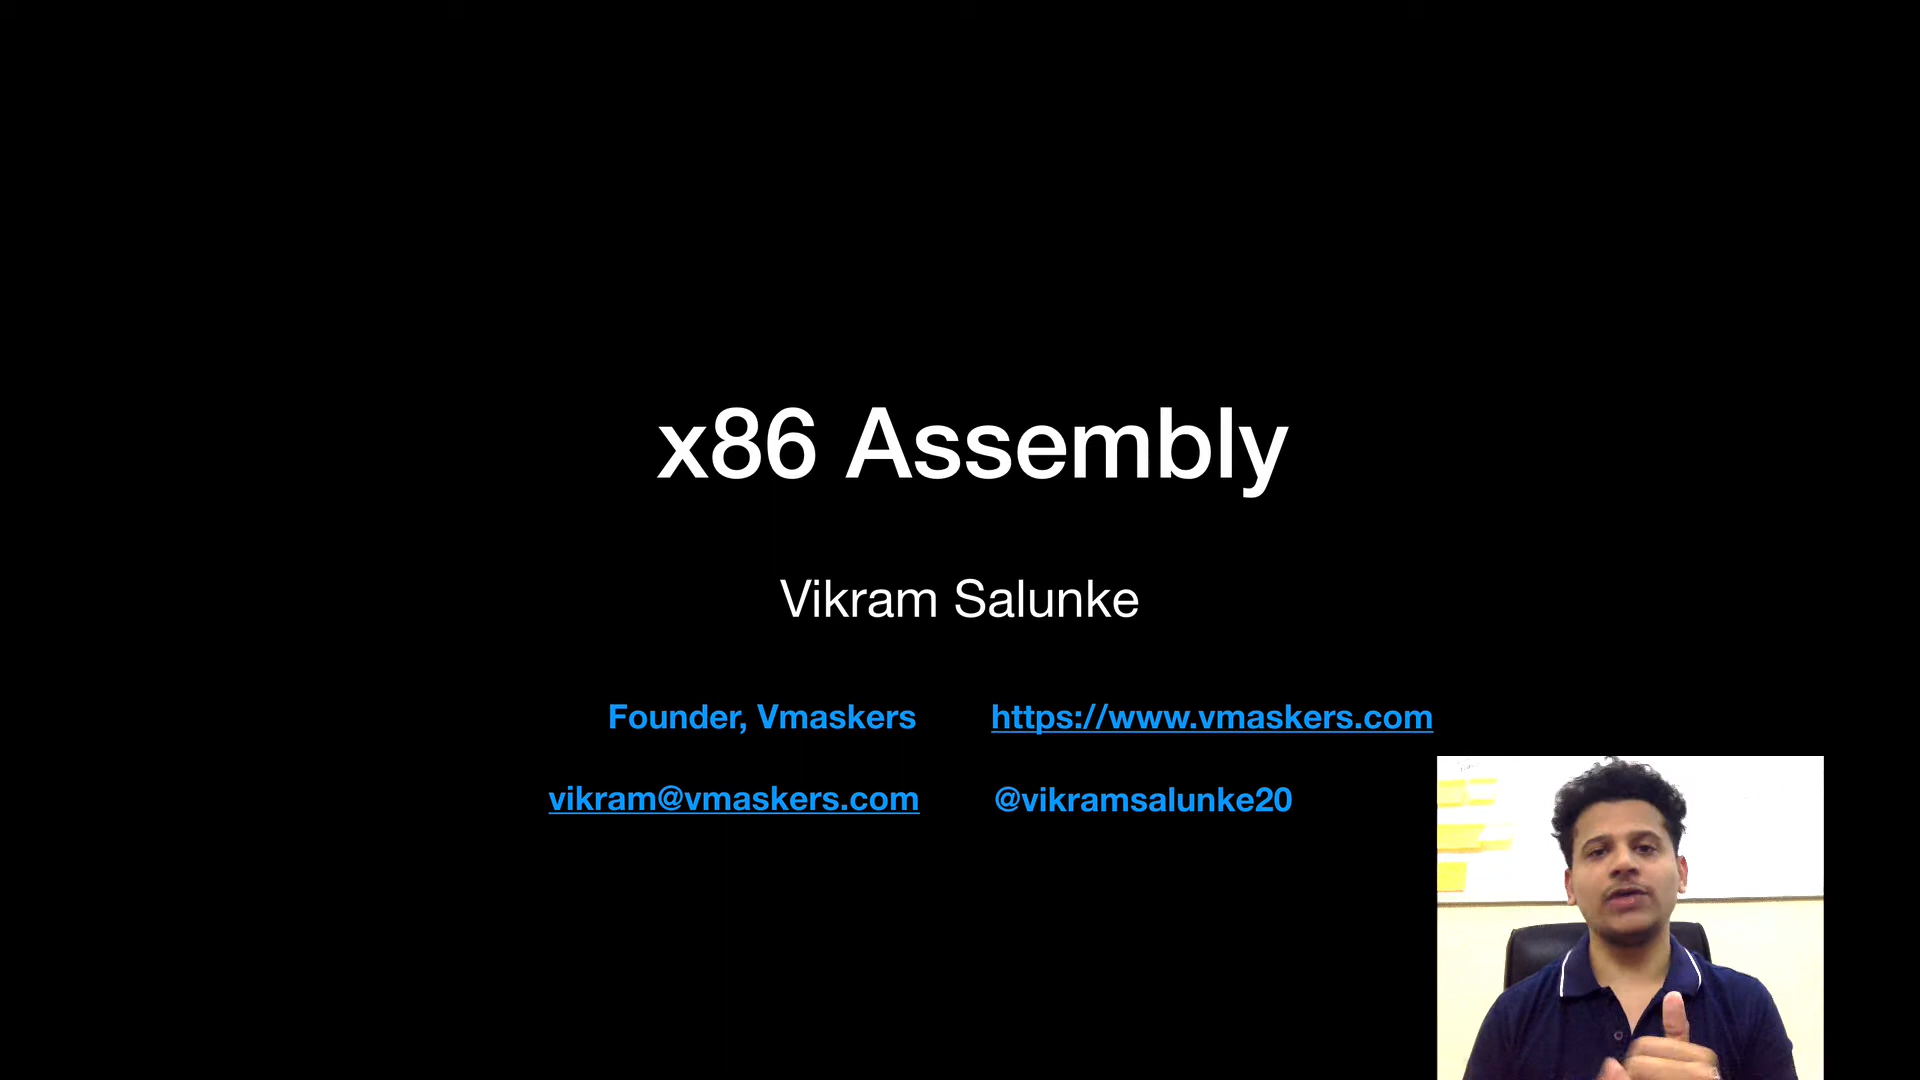 x86 Assembly
Vikram Salunke
Founder, Vmaskers
https://www.vmaskers.com
vikram@vmaskers.com
@vikramsalunke20